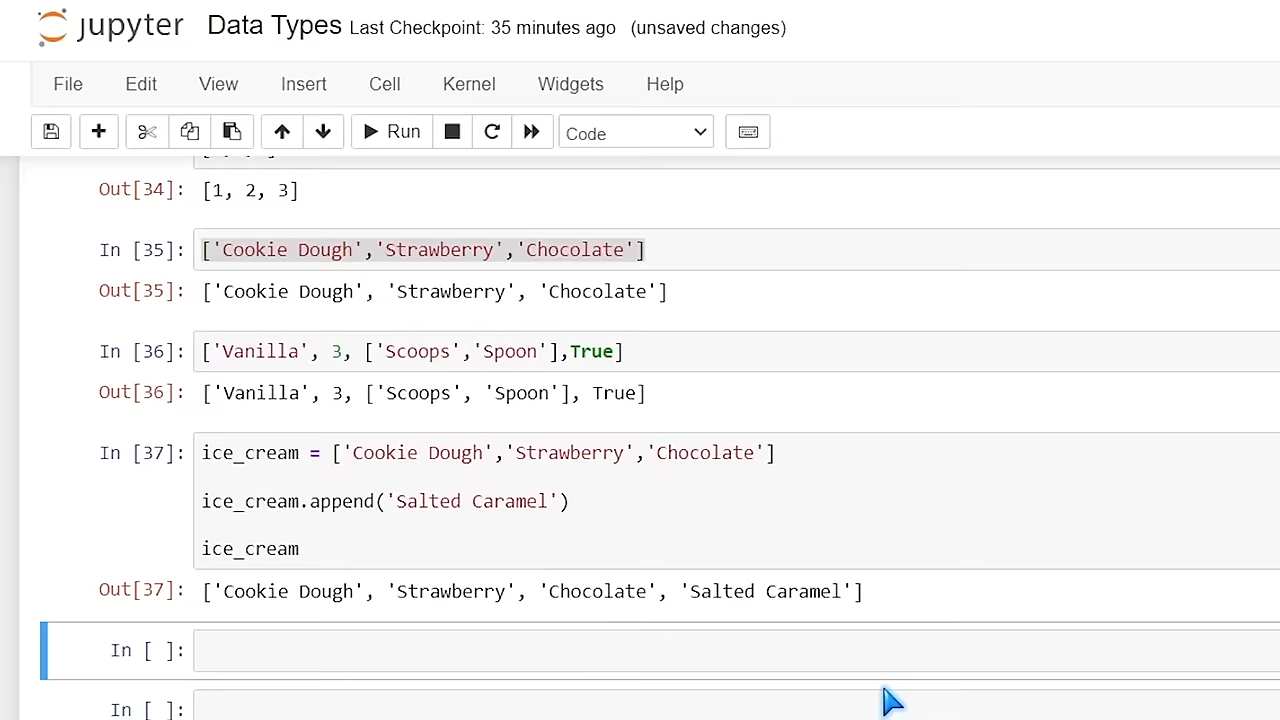 jupyter Data Types Last Checkpoint: 35 minutes ago (unsaved changes)
File Edit View Insert Cell Kernel Widgets Help
Run Code
Out[34]: [1, 2, 3]
In [35]: ['Cookie Dough','Strawberry','Chocolate']
Out[35]: ['Cookie Dough', 'Strawberry', 'Chocolate']
In [36]: ['Vanilla', 3, ['Scoops','Spoon'],True]
Out[36]: ['Vanilla', 3, ['Scoops', 'Spoon'], True]
In [37]: ice_cream = ['Cookie Dough','Strawberry','Chocolate']
ice_cream.append('Salted Caramel')
ice_cream
Out[37]: ['Cookie Dough', 'Strawberry', 'Chocolate', 'Salted Caramel']
In [ ]:
In [ ]: